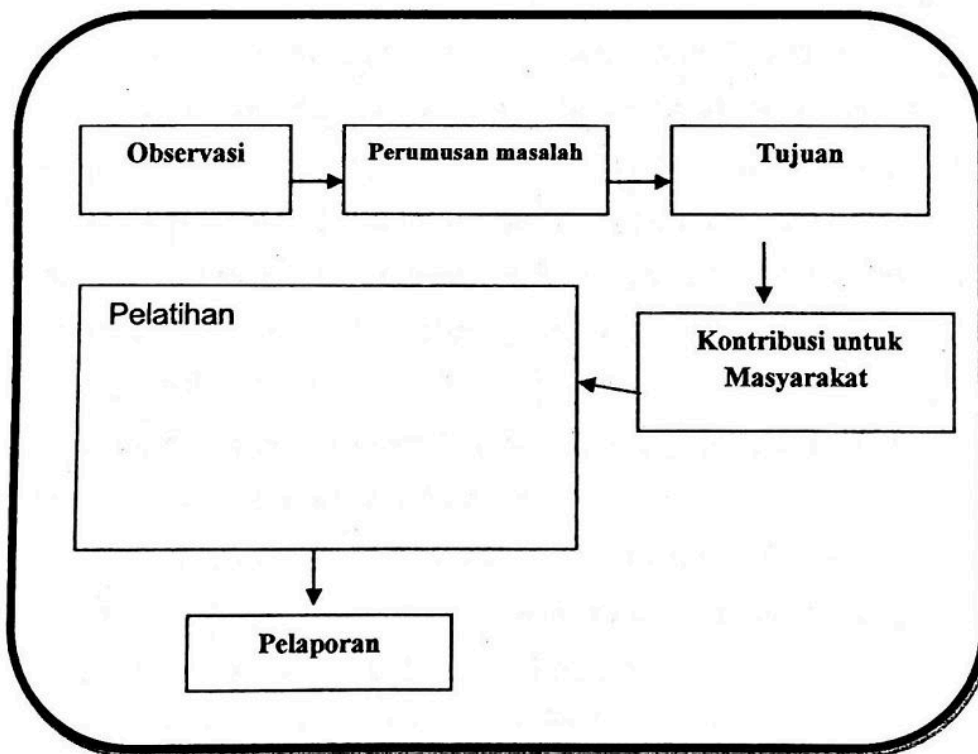 Observasi
Perumusan masalah
Tujuan
Kontribusi untuk
Masyarakat
Pelatihan
Pelaporan